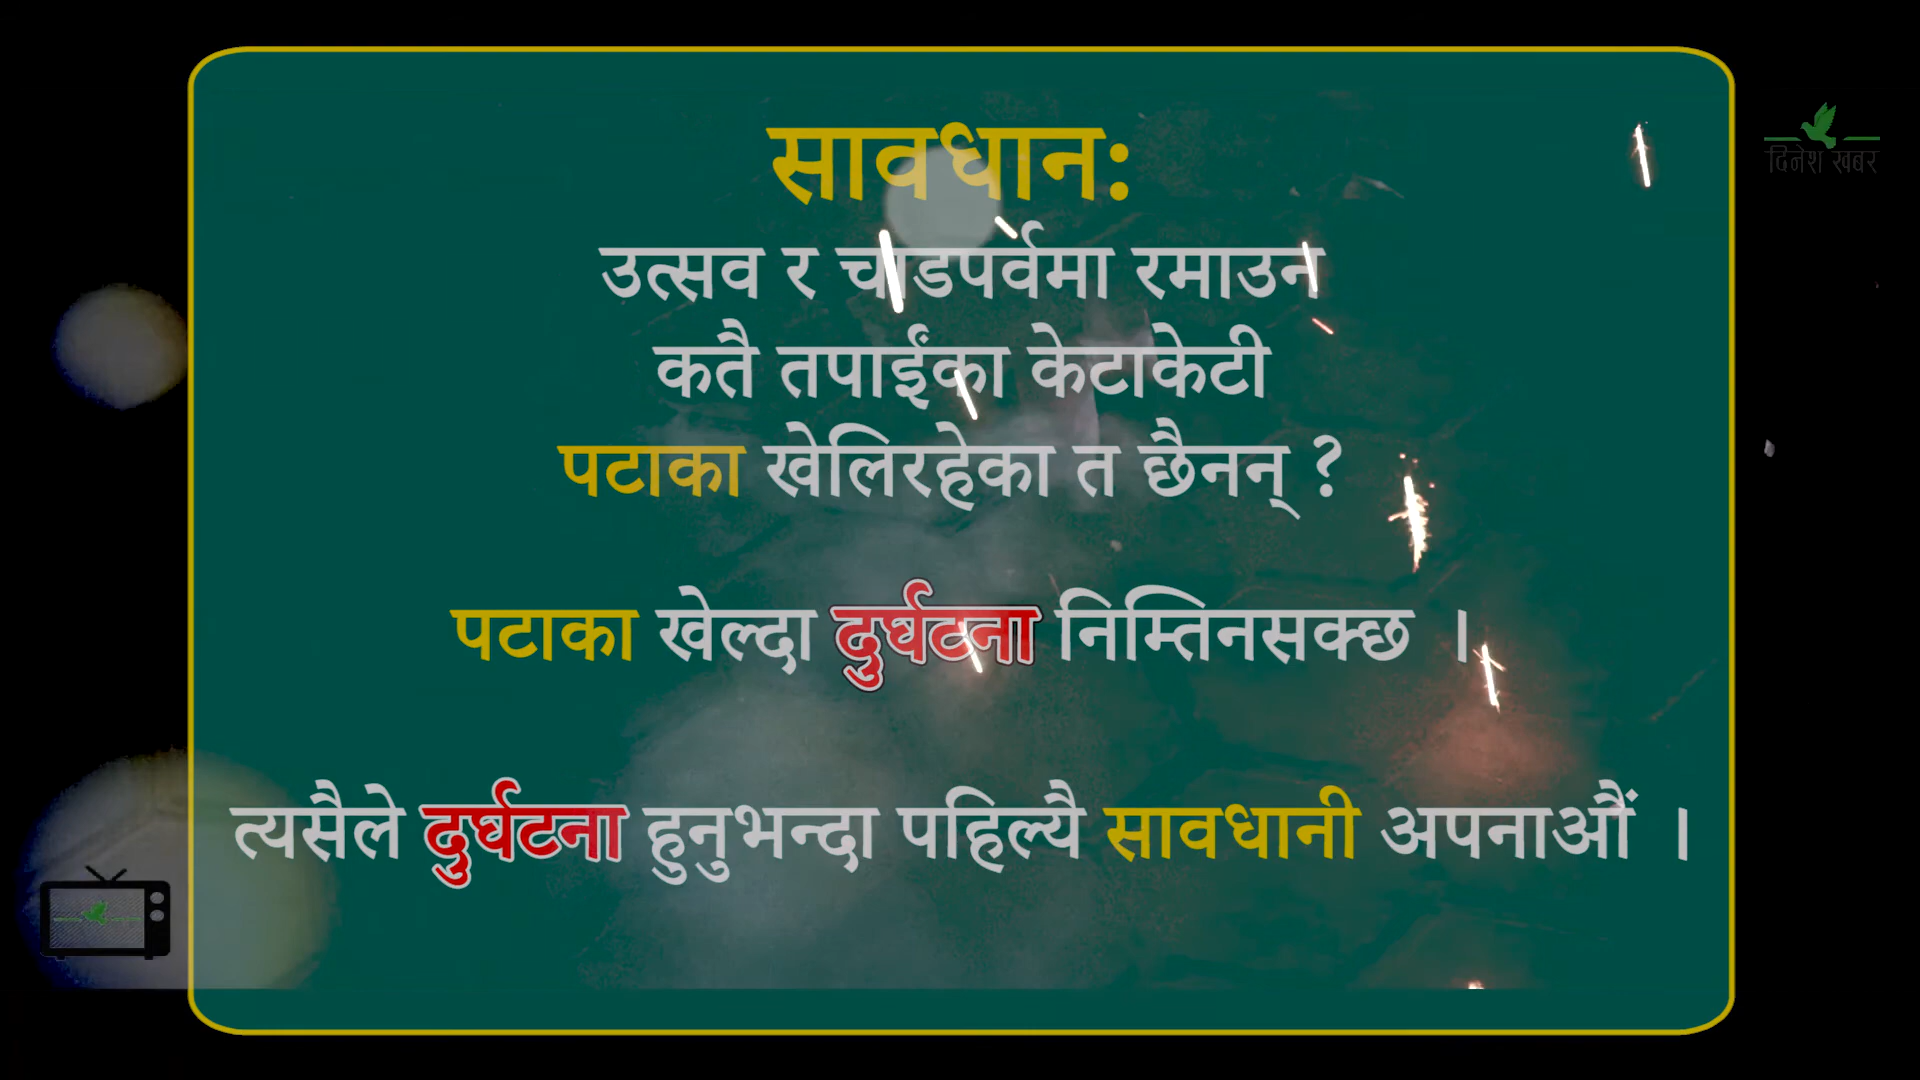 सावधान:
उत्सव र चाडपर्वमा रमाउन
कतै तपाईंका केटाकेटी
पटाका खेलिरहेका त छैनन् ?
पटाका खेल्दा दुर्घटना निम्तिनसक्छ ।
त्यसैले दुर्घटना हुनुभन्दा पहिल्यै सावधानी अपनाऔं ।
दिनेश खबर